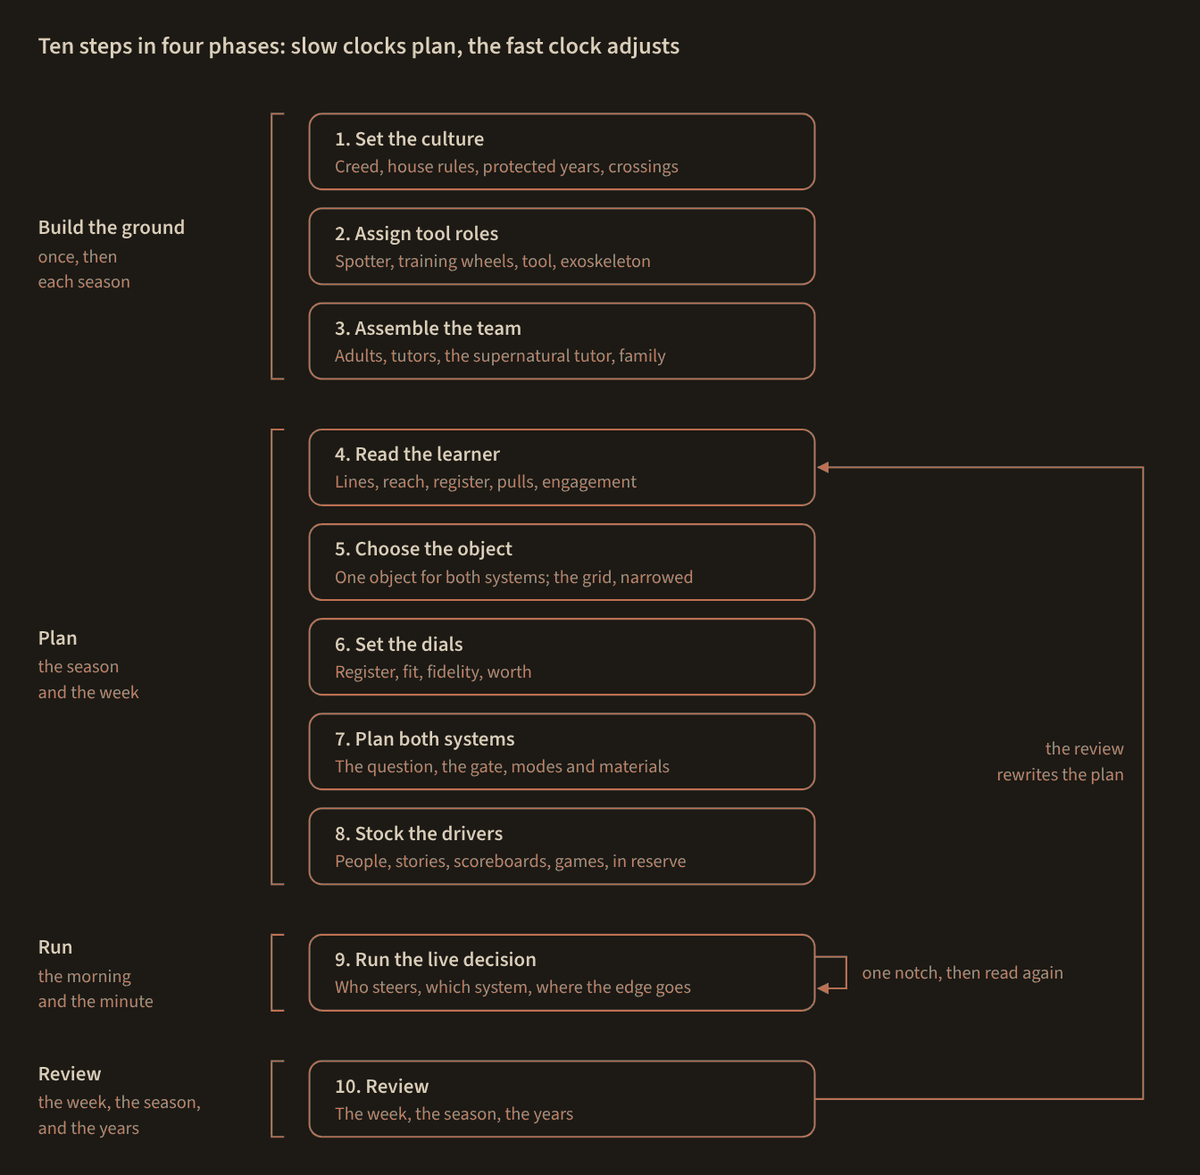 Ten steps in four phases: slow clocks plan, the fast clock adjusts
Build the ground
once, then
each season
1. Set the culture
Creed, house rules, protected years, crossings
2. Assign tool roles
Spotter, training wheels, tool, exoskeleton
3. Assemble the team
Adults, tutors, the supernatural tutor, family
Plan
the season
and the week
4. Read the learner
Lines, reach, register, pulls, engagement
5. Choose the object
One object for both systems; the grid, narrowed
6. Set the dials
Register, fit, fidelity, worth
7. Plan both systems
The question, the gate, modes and materials
8. Stock the drivers
People, stories, scoreboards, games, in reserve
the review
rewrites the plan
Run
the morning
and the minute
9. Run the live decision
Who steers, which system, where the edge goes
one notch, then read again
Review
the week, the season,
and the years
10. Review
The week, the season, the years